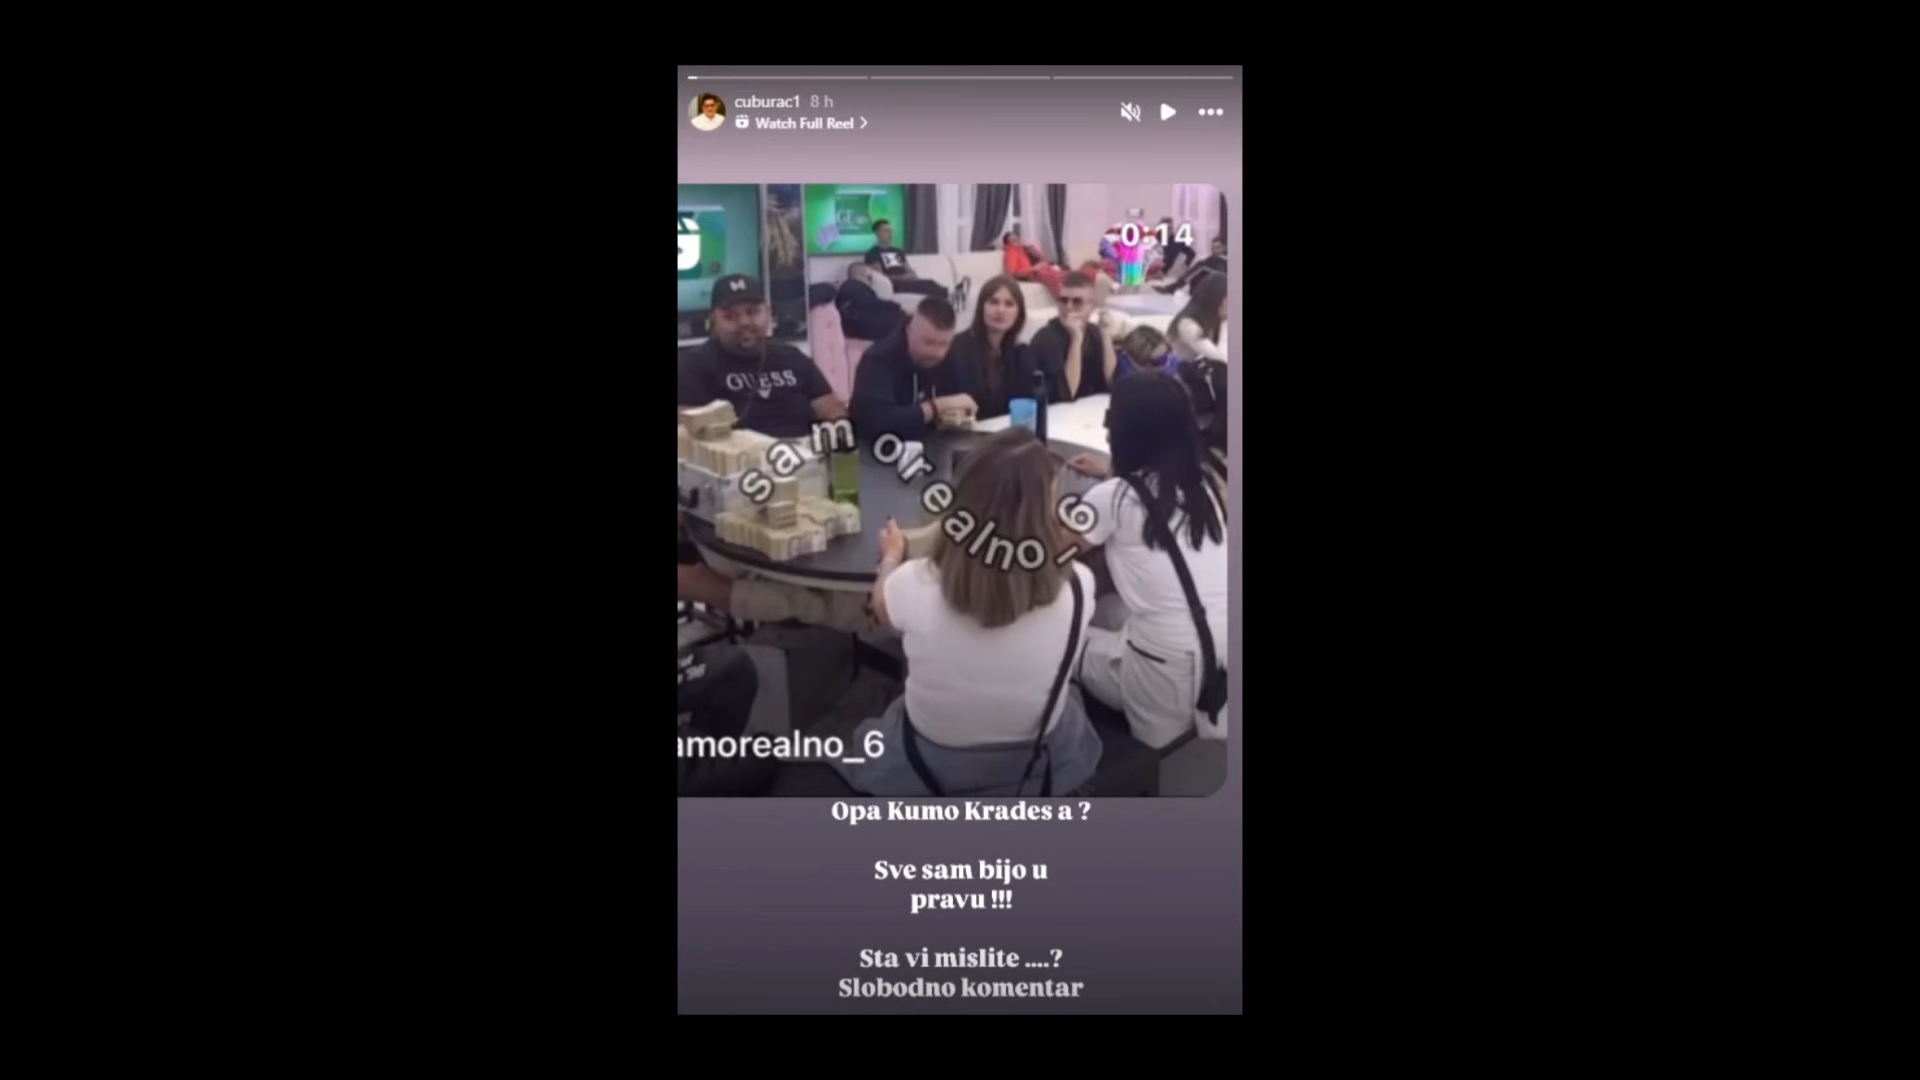 cuburac1 8 h
Watch Full Reel
GE
0:14
GUESS
samorealno_6
amorealno_6
Opa Kumo Krades a ?
Sve sam bijo u
pravu !!!
Sta vi mislite ....?
Slobodno komentar